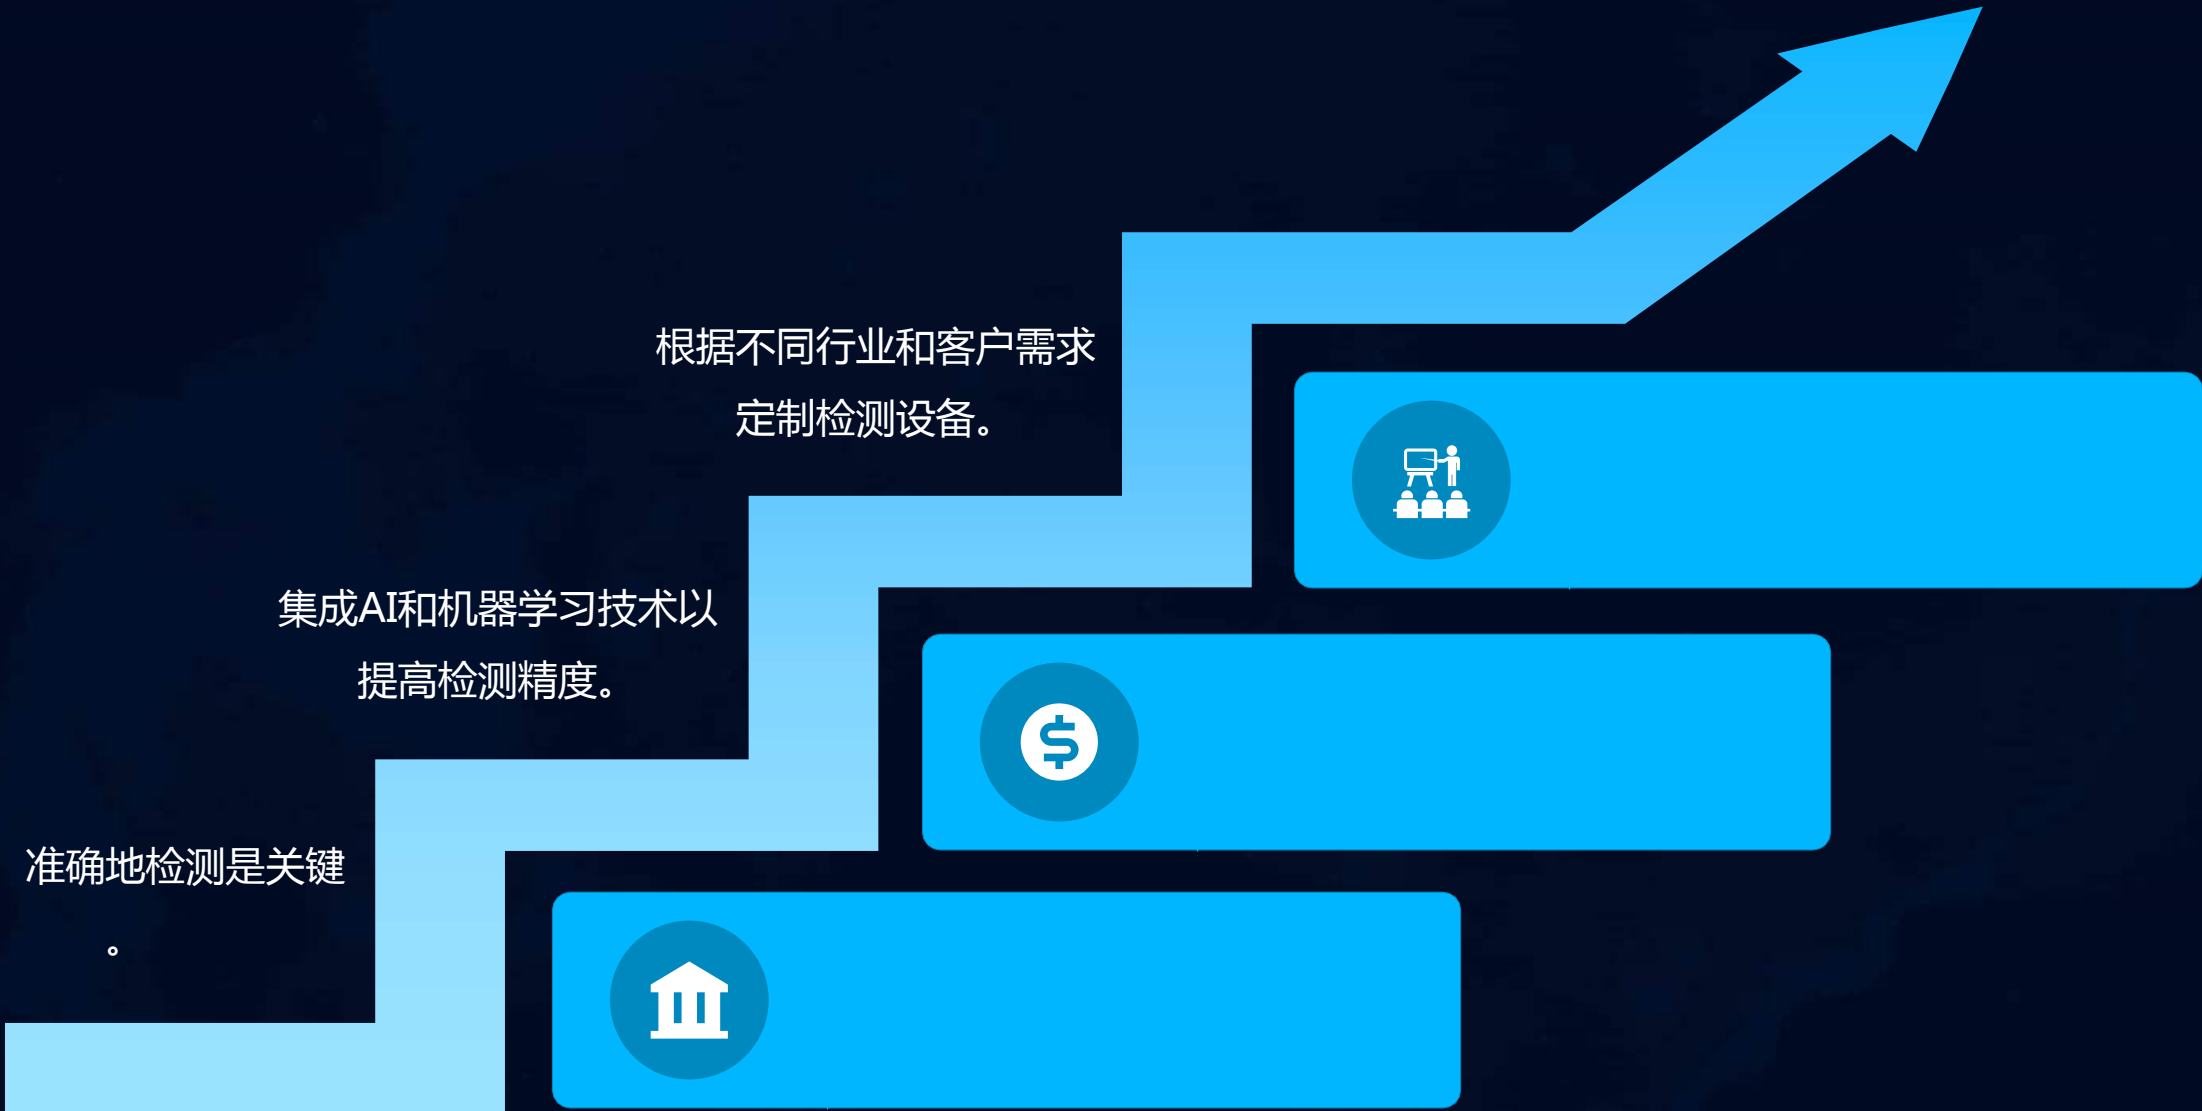 根据不同行业和客户需求
定制检测设备。
集成AI和机器学习技术以
提高检测精度。
准确地检测是关键
。